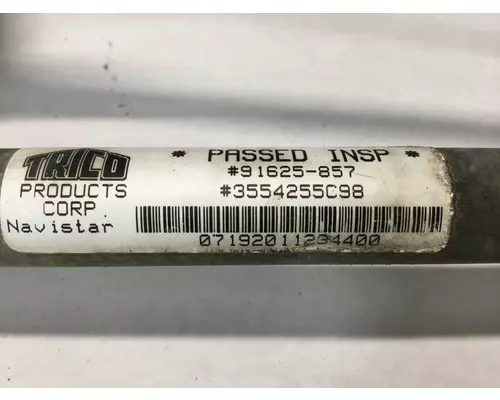 TRICO
PRODUCTS
CORP.
Navistar
* PASSED INSP *
#91625-857
#3554255C98
07192011234400